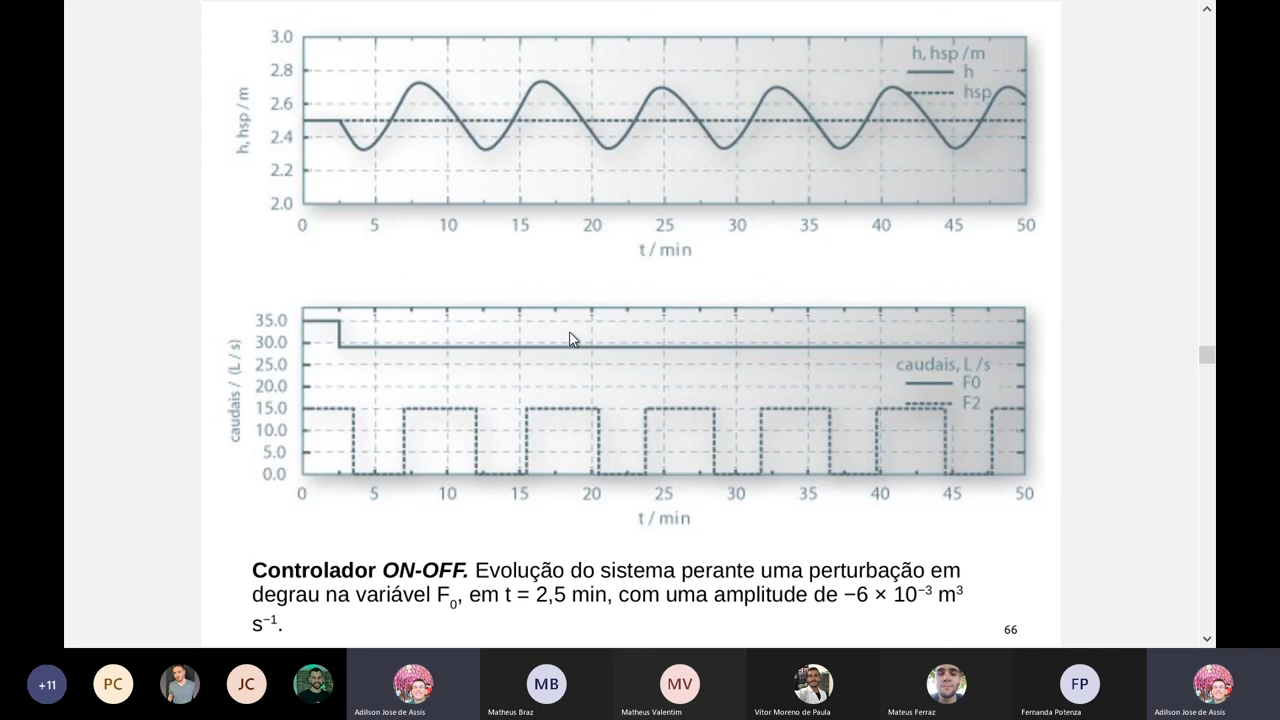 3.0
2.8
2.6
2.4
2.2
2.0
h, hsp / m
h, hsp / m
h
hsp
0 5 10 15 20 25 30 35 40 45 50
t / min
35.0
30.0
25.0
20.0
15.0
10.0
5.0
0.0
caudais / (L / s)
caudais, L / s
F0
F2
0 5 10 15 20 25 30 35 40 45 50
t / min
Controlador ON-OFF. Evolução do sistema perante uma perturbação em
degrau na variável F₀, em t = 2,5 min, com uma amplitude de −6 × 10⁻³ m³
s⁻¹.
66
+11 PC JC MB MV FP
Adilson Jose de Assis Matheus Braz Matheus Valentim Vítor Moreno de Paula Mateus Ferraz Fernanda Potenza Adilson Jose de Assis